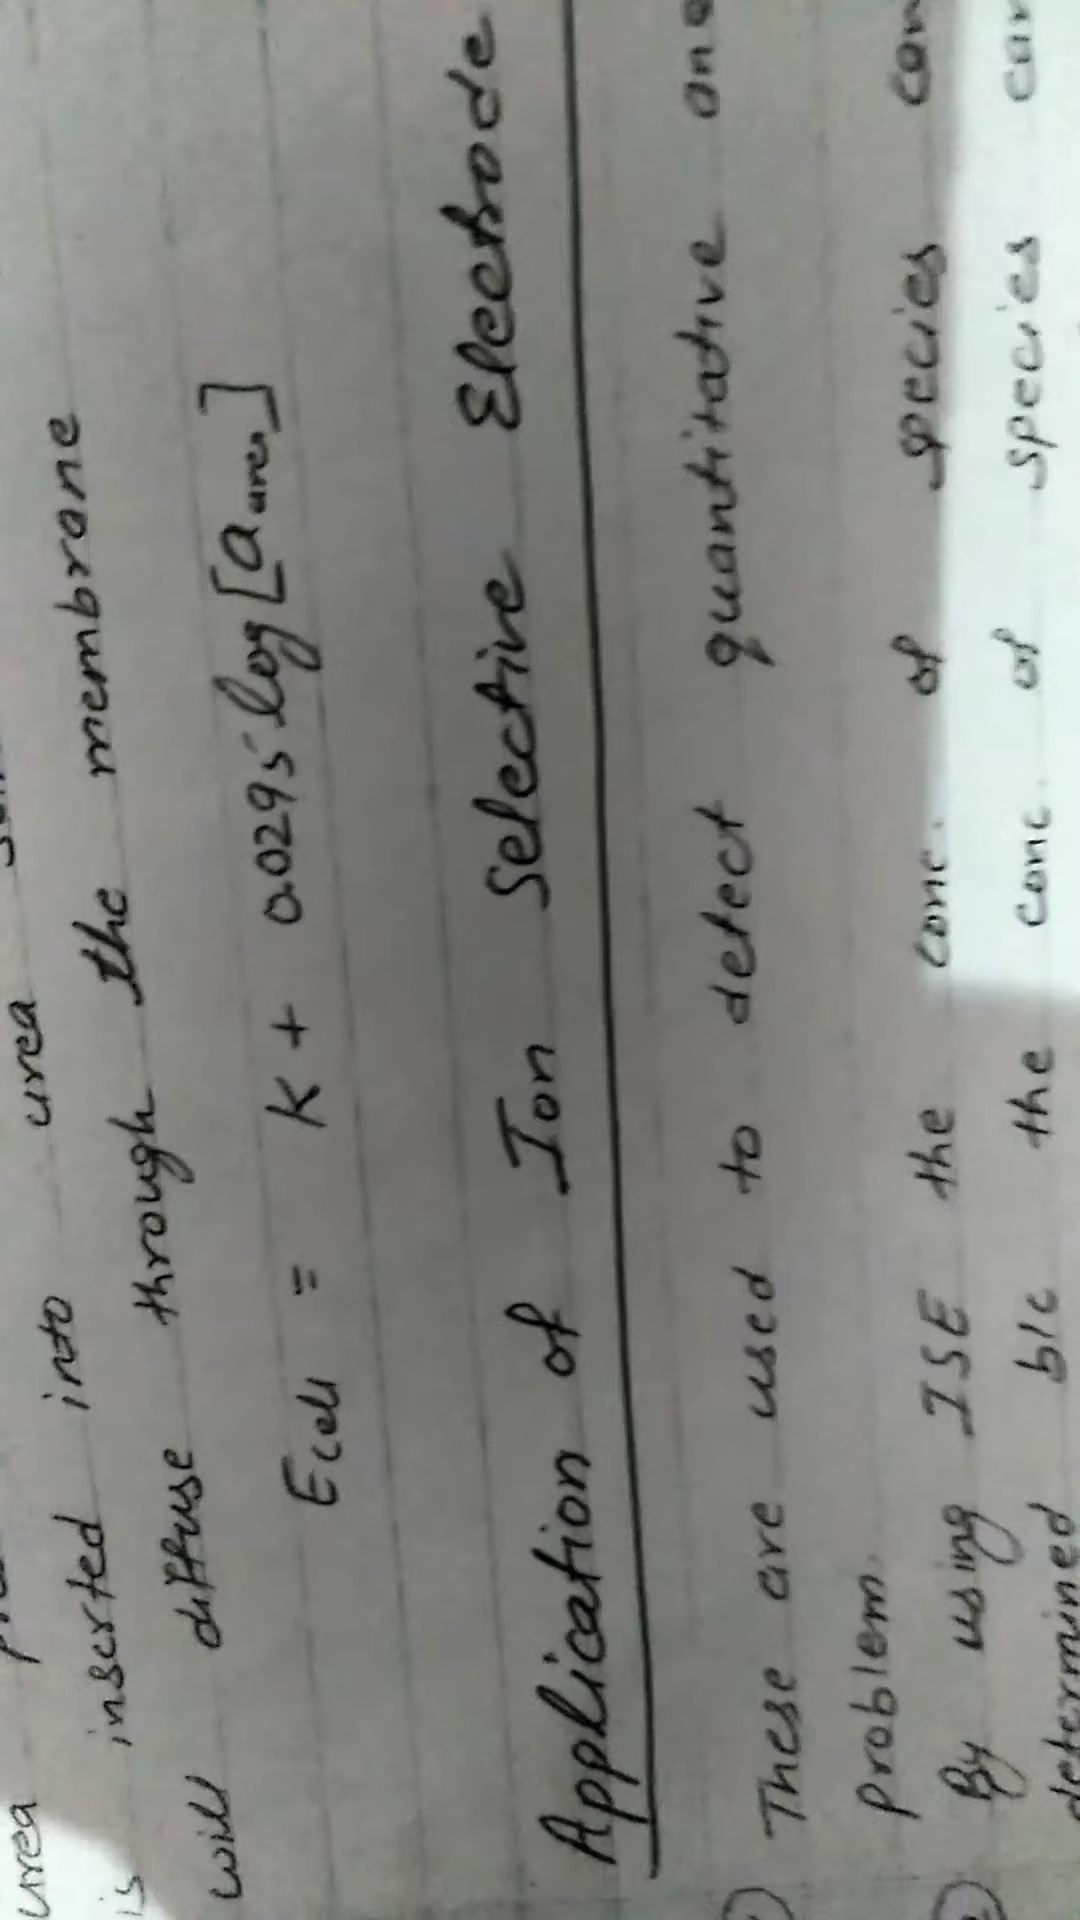 urea
is inserted into urea
will diffuse through the membrane
Ecell = K + 0.0295 log [aurea]
Application of Ion Selective Electrode
These are used to detect quantitative
problem.
By using ISE the conc. of species
determined b/c the conc. of species